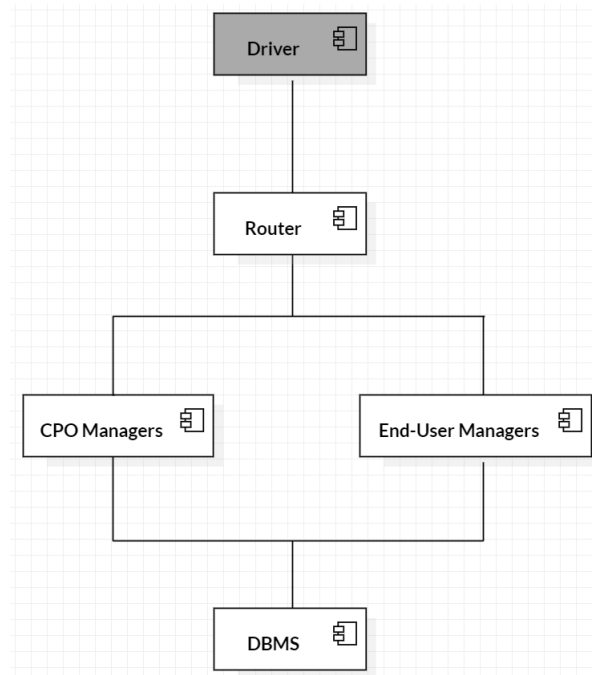 Driver
Router
CPO Managers
End-User Managers
DBMS